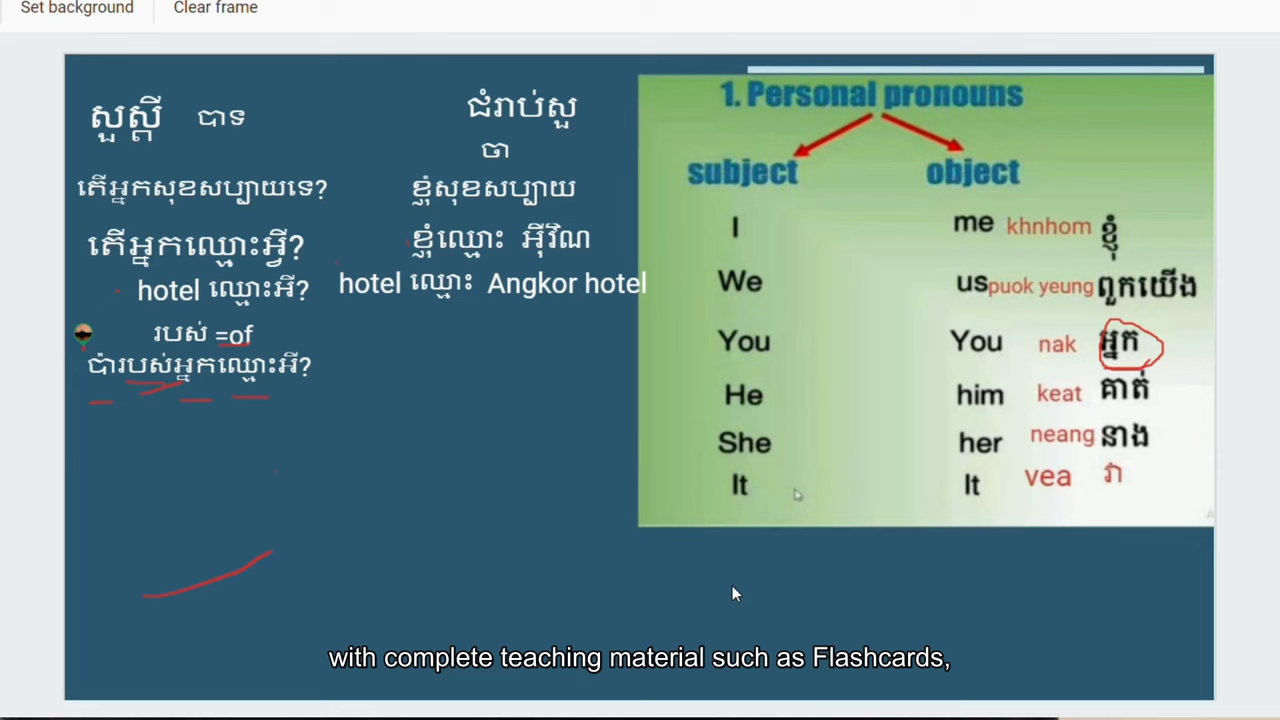 Set background Clear frame
សួស្តី បាទ ជំរាប់សួ
ចា
តើអ្នកសុខសប្បាយទេ? ខ្ញុំសុខសប្បាយ
តើអ្នកឈ្មោះអ្វី? ខ្ញុំឈ្មោះ អ៊ីវិណ
hotel ឈ្មោះអី? hotel ឈ្មោះ Angkor hotel
របស់ =of
ប៉ារបស់អ្នកឈ្មោះអី?
1. Personal pronouns
subject object
I me khnhom ខ្ញុំ
We us puok yeung ពួកយើង
You You nak អ្នក
He him keat គាត់
She her neang នាង
It It vea វា
with complete teaching material such as Flashcards,